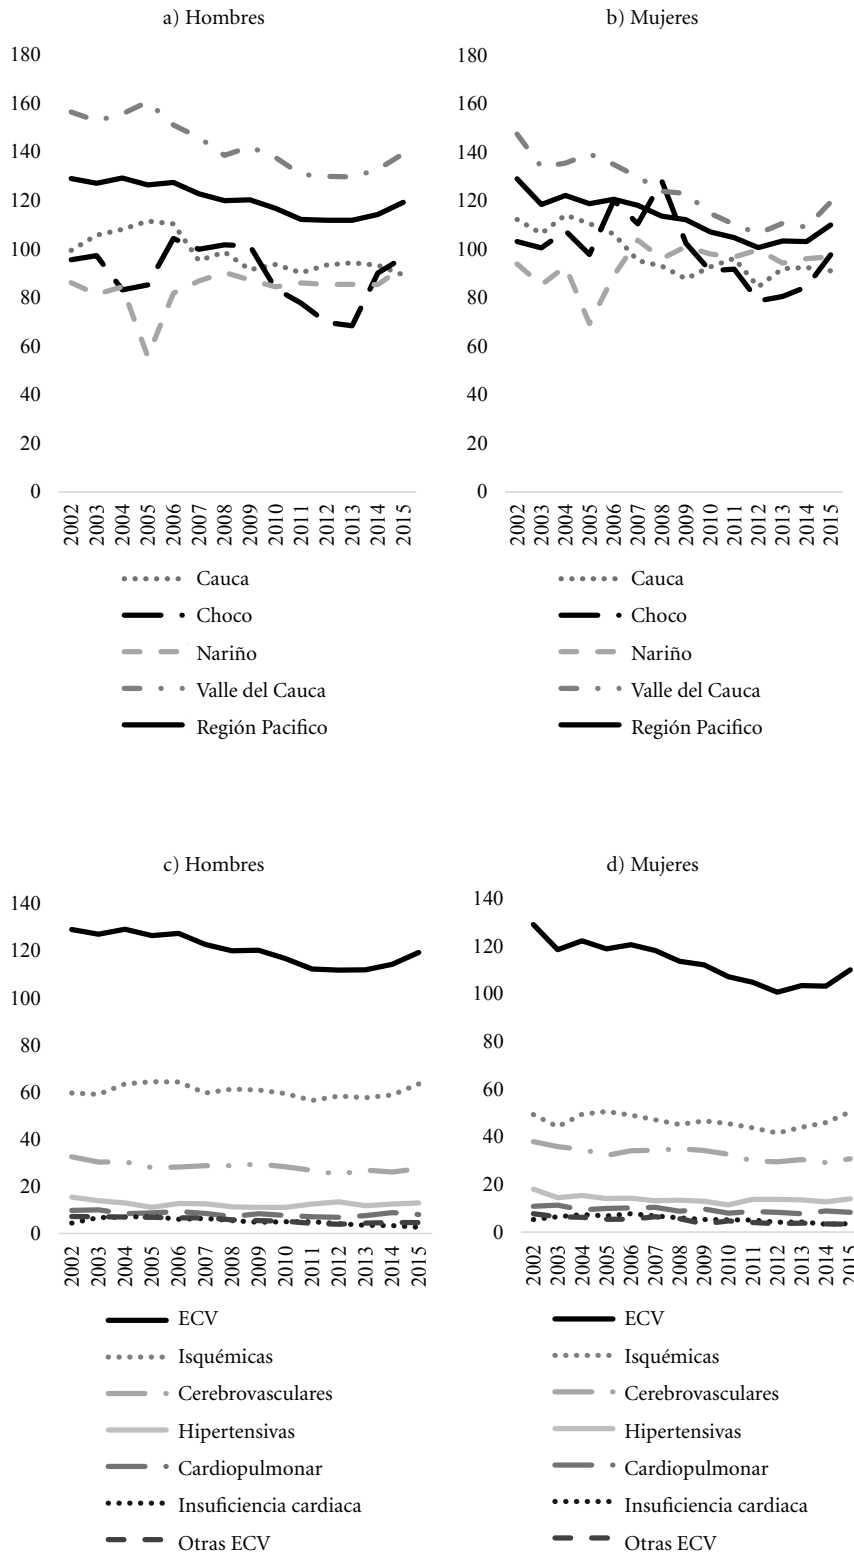 a) Hombres
180
160
140
120
100
80
60
40
20
0
2002 2003 2004 2005 2006 2007 2008 2009 2010 2011 2012 2013 2014 2015
Cauca
Choco
Nariño
Valle del Cauca
Región Pacifico
b) Mujeres
180
160
140
120
100
80
60
40
20
0
2002 2003 2004 2005 2006 2007 2008 2009 2010 2011 2012 2013 2014 2015
Cauca
Choco
Nariño
Valle del Cauca
Región Pacifico
c) Hombres
140
120
100
80
60
40
20
0
2002 2003 2004 2005 2006 2007 2008 2009 2010 2011 2012 2013 2014 2015
ECV
Isquémicas
Cerebrovasculares
Hipertensivas
Cardiopulmonar
Insuficiencia cardiaca
Otras ECV
d) Mujeres
140
120
100
80
60
40
20
0
2002 2003 2004 2005 2006 2007 2008 2009 2010 2011 2012 2013 2014 2015
ECV
Isquémicas
Cerebrovasculares
Hipertensivas
Cardiopulmonar
Insuficiencia cardiaca
Otras ECV